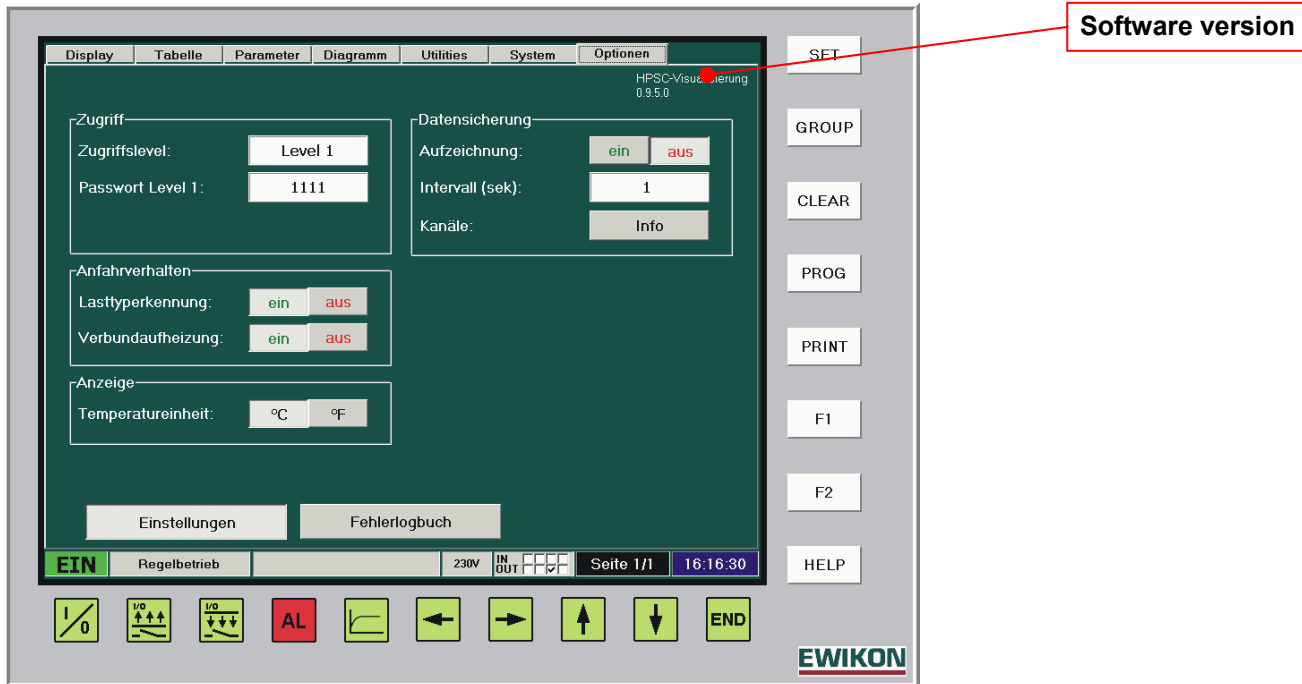 Software version
Display Tabelle Parameter Diagramm Utilities System Optionen
HPSC-Visualisierung
0.9.5.0
Zugriff
Zugriffslevel: Level 1
Passwort Level 1: 1111
Datensicherung
Aufzeichnung: ein aus
Intervall (sek): 1
Kanäle: Info
Anfahrverhalten
Lasttyperkennung: ein aus
Verbundaufheizung: ein aus
Anzeige
Temperatureinheit: °C °F
Einstellungen Fehlerlogbuch
EIN Regelbetrieb 230V IN OUT Seite 1/1 16:16:30
SET
GROUP
CLEAR
PROG
PRINT
F1
F2
HELP
I/0 I/O I/O AL END
EWIKON